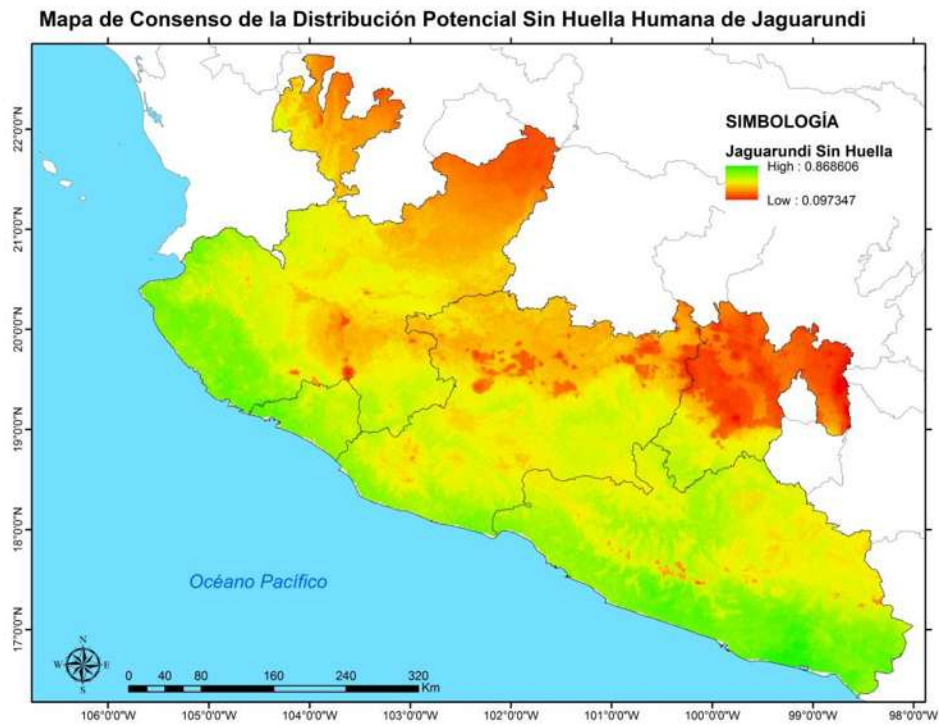 Mapa de Consenso de la Distribución Potencial Sin Huella Humana de Jaguarundi
SIMBOLOGÍA
Jaguarundi Sin Huella
High : 0.868606
Low : 0.097347
22°0'0"N
21°0'0"N
20°0'0"N
19°0'0"N
18°0'0"N
17°0'0"N
Océano Pacífico
N
W
E
S
0 40 80 160 240 320
Km
106°0'0"W 105°0'0"W 104°0'0"W 103°0'0"W 102°0'0"W 101°0'0"W 100°0'0"W 99°0'0"W 98°0'0"W